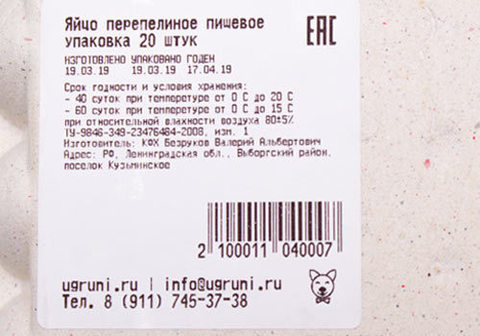 Яйцо перепелиное пищевое
упаковка 20 штук
EAC
ИЗГОТОВЛЕНО УПАКОВАНО ГОДЕН
19.03.19 19.03.19 17.04.19
Срок годности и условия хранения:
- 40 суток при температуре от 0 С до 20 С
- 60 суток при температуре от 0 С до 15 С
при относительной влажности воздуха 80±5%
ТУ-9846-349-23476484-2008, изм. 1
Изготовитель: КФХ Безруков Валерий Альбертович
Адрес: РФ, Ленинградская обл., Выборгский район,
поселок Кузьминское
2 100011 040007
ugruni.ru | info@ugruni.ru
Тел. 8 (911) 745-37-38